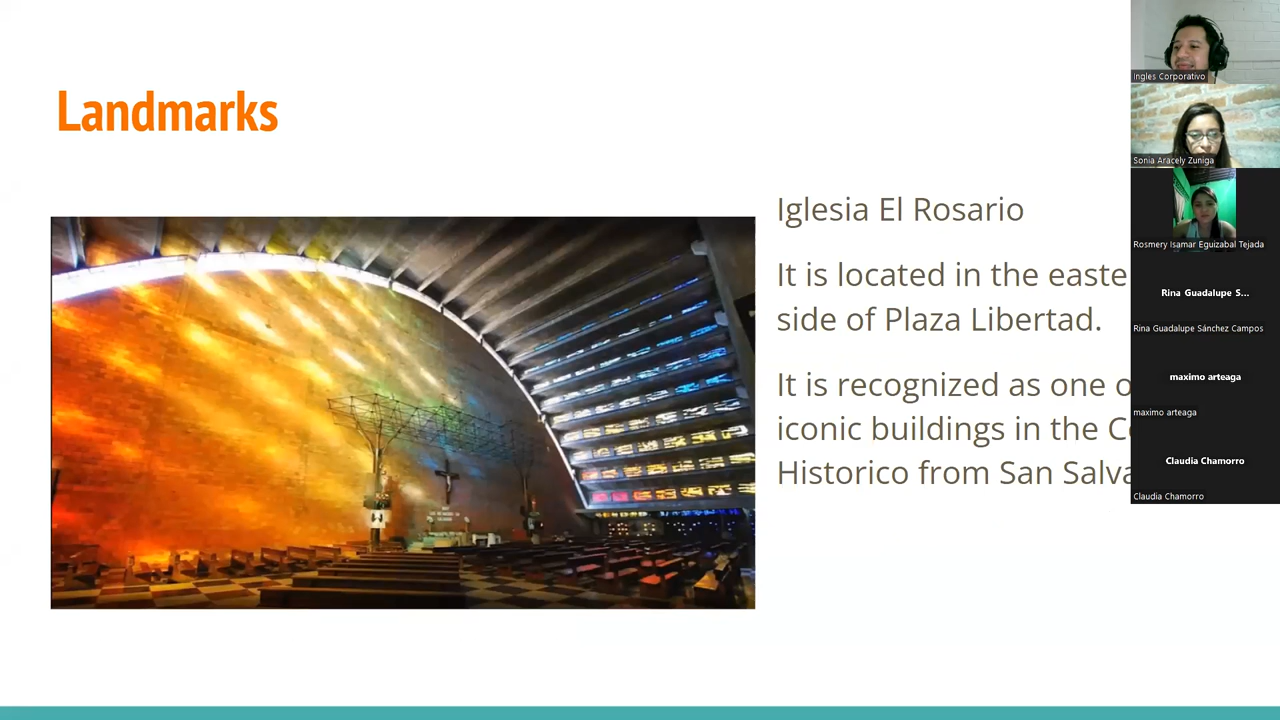 Landmarks
Iglesia El Rosario
It is located in the easte
side of Plaza Libertad.
It is recognized as one o
iconic buildings in the C
Historico from San Salva
Ingles Corporativo
Sonia Aracely Zuniga
Rosmery Isamar Eguizabal Tejada
Rina Guadalupe S...
Rina Guadalupe Sánchez Campos
maximo arteaga
maximo arteaga
Claudia Chamorro
Claudia Chamorro